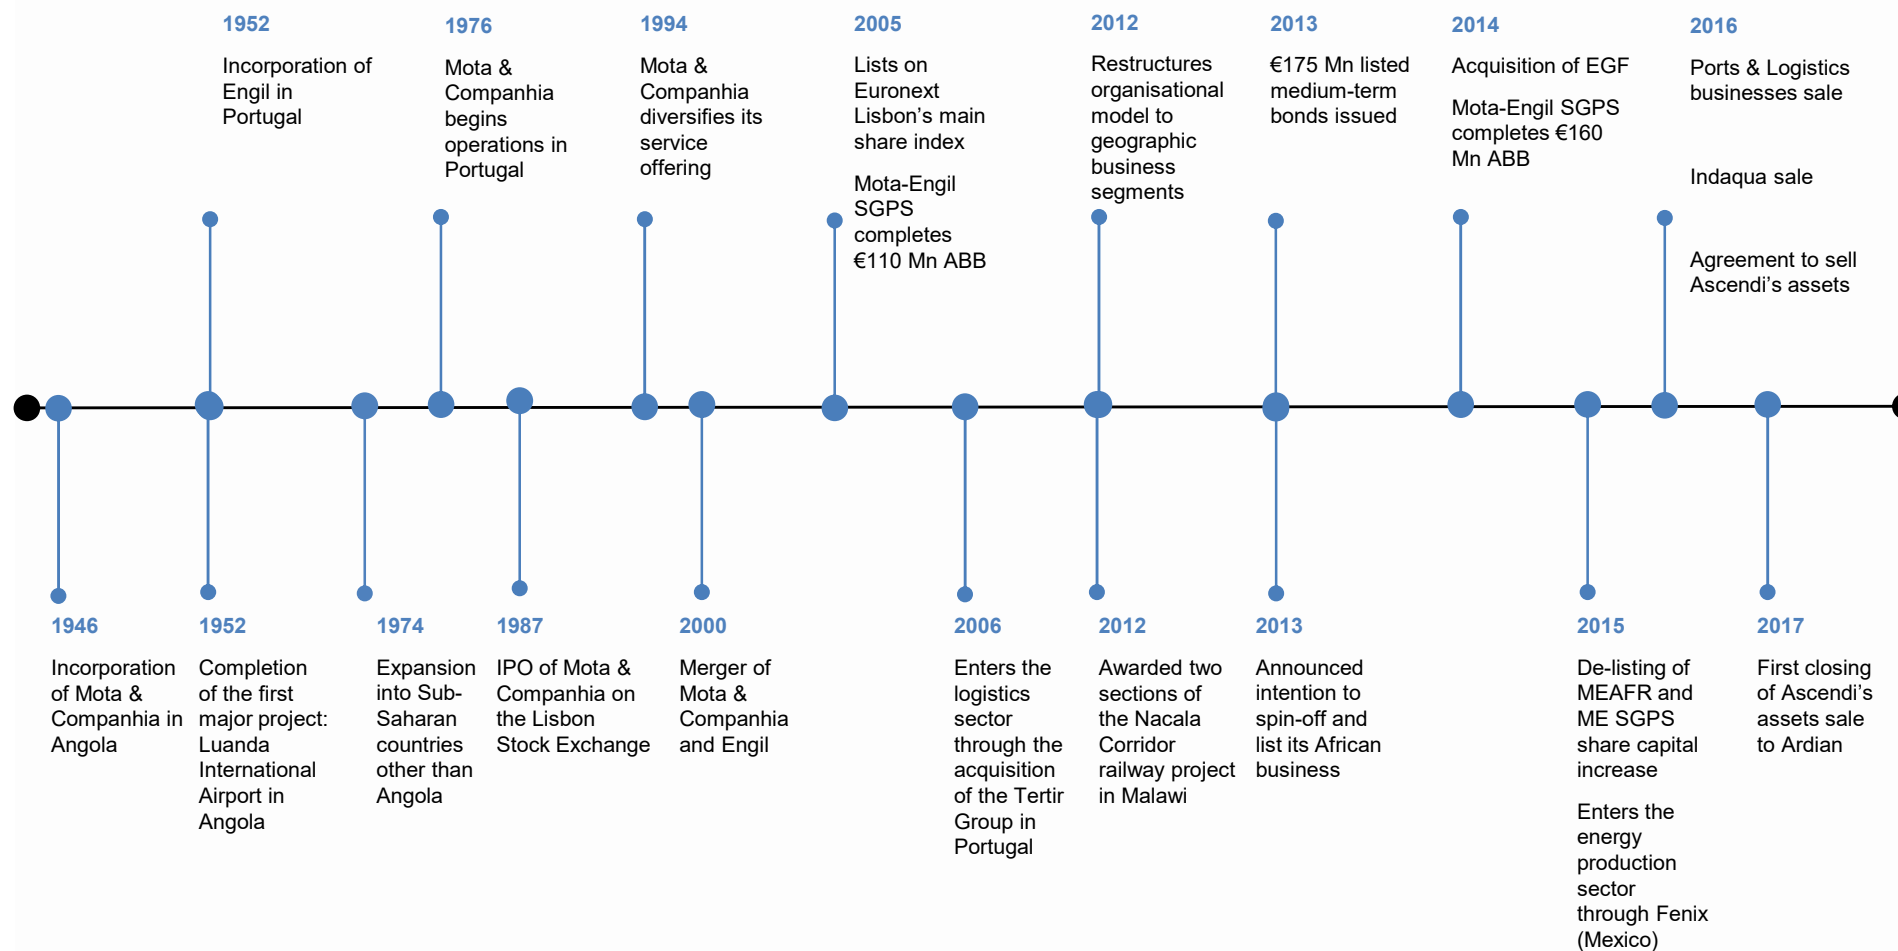 1952
Incorporation of
Engil in
Portugal
1976
Mota &
Companhia
begins
operations in
Portugal
1994
Mota &
Companhia
diversifies its
service
offering
2005
Lists on
Euronext
Lisbon’s main
share index
Mota-Engil
SGPS
completes
€110 Mn ABB
2012
Restructures
organisational
model to
geographic
business
segments
2013
€175 Mn listed
medium-term
bonds issued
2014
Acquisition of EGF
Mota-Engil SGPS
completes €160
Mn ABB
2016
Ports & Logistics
businesses sale
Indaqua sale
Agreement to sell
Ascendi’s assets
1946
Incorporation
of Mota &
Companhia in
Angola
1952
Completion
of the first
major project:
Luanda
International
Airport in
Angola
1974
Expansion
into Sub-
Saharan
countries
other than
Angola
1987
IPO of Mota &
Companhia on
the Lisbon
Stock Exchange
2000
Merger of
Mota &
Companhia
and Engil
2006
Enters the
logistics
sector
through the
acquisition
of the Tertir
Group in
Portugal
2012
Awarded two
sections of
the Nacala
Corridor
railway project
in Malawi
2013
Announced
intention to
spin-off and
list its African
business
2015
De-listing of
MEAFR and
ME SGPS
share capital
increase
Enters the
energy
production
sector
through Fenix
(Mexico)
2017
First closing
of Ascendi’s
assets sale
to Ardian